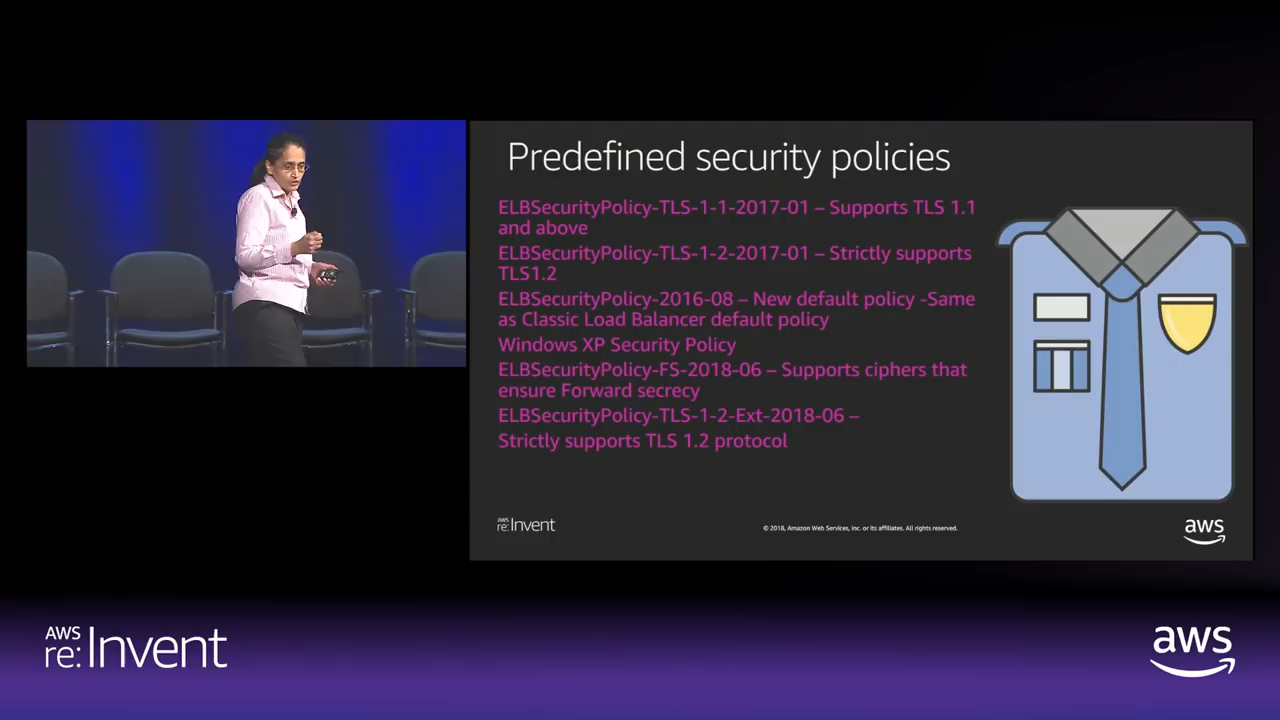 Predefined security policies
ELBSecurityPolicy-TLS-1-1-2017-01 – Supports TLS 1.1
and above
ELBSecurityPolicy-TLS-1-2-2017-01 – Strictly supports
TLS1.2
ELBSecurityPolicy-2016-08 – New default policy -Same
as Classic Load Balancer default policy
Windows XP Security Policy
ELBSecurityPolicy-FS-2018-06 – Supports ciphers that
ensure Forward secrecy
ELBSecurityPolicy-TLS-1-2-Ext-2018-06 –
Strictly supports TLS 1.2 protocol
AWS
re:Invent
© 2018, Amazon Web Services, Inc. or its affiliates. All rights reserved.
aws
AWS
re:Invent
aws